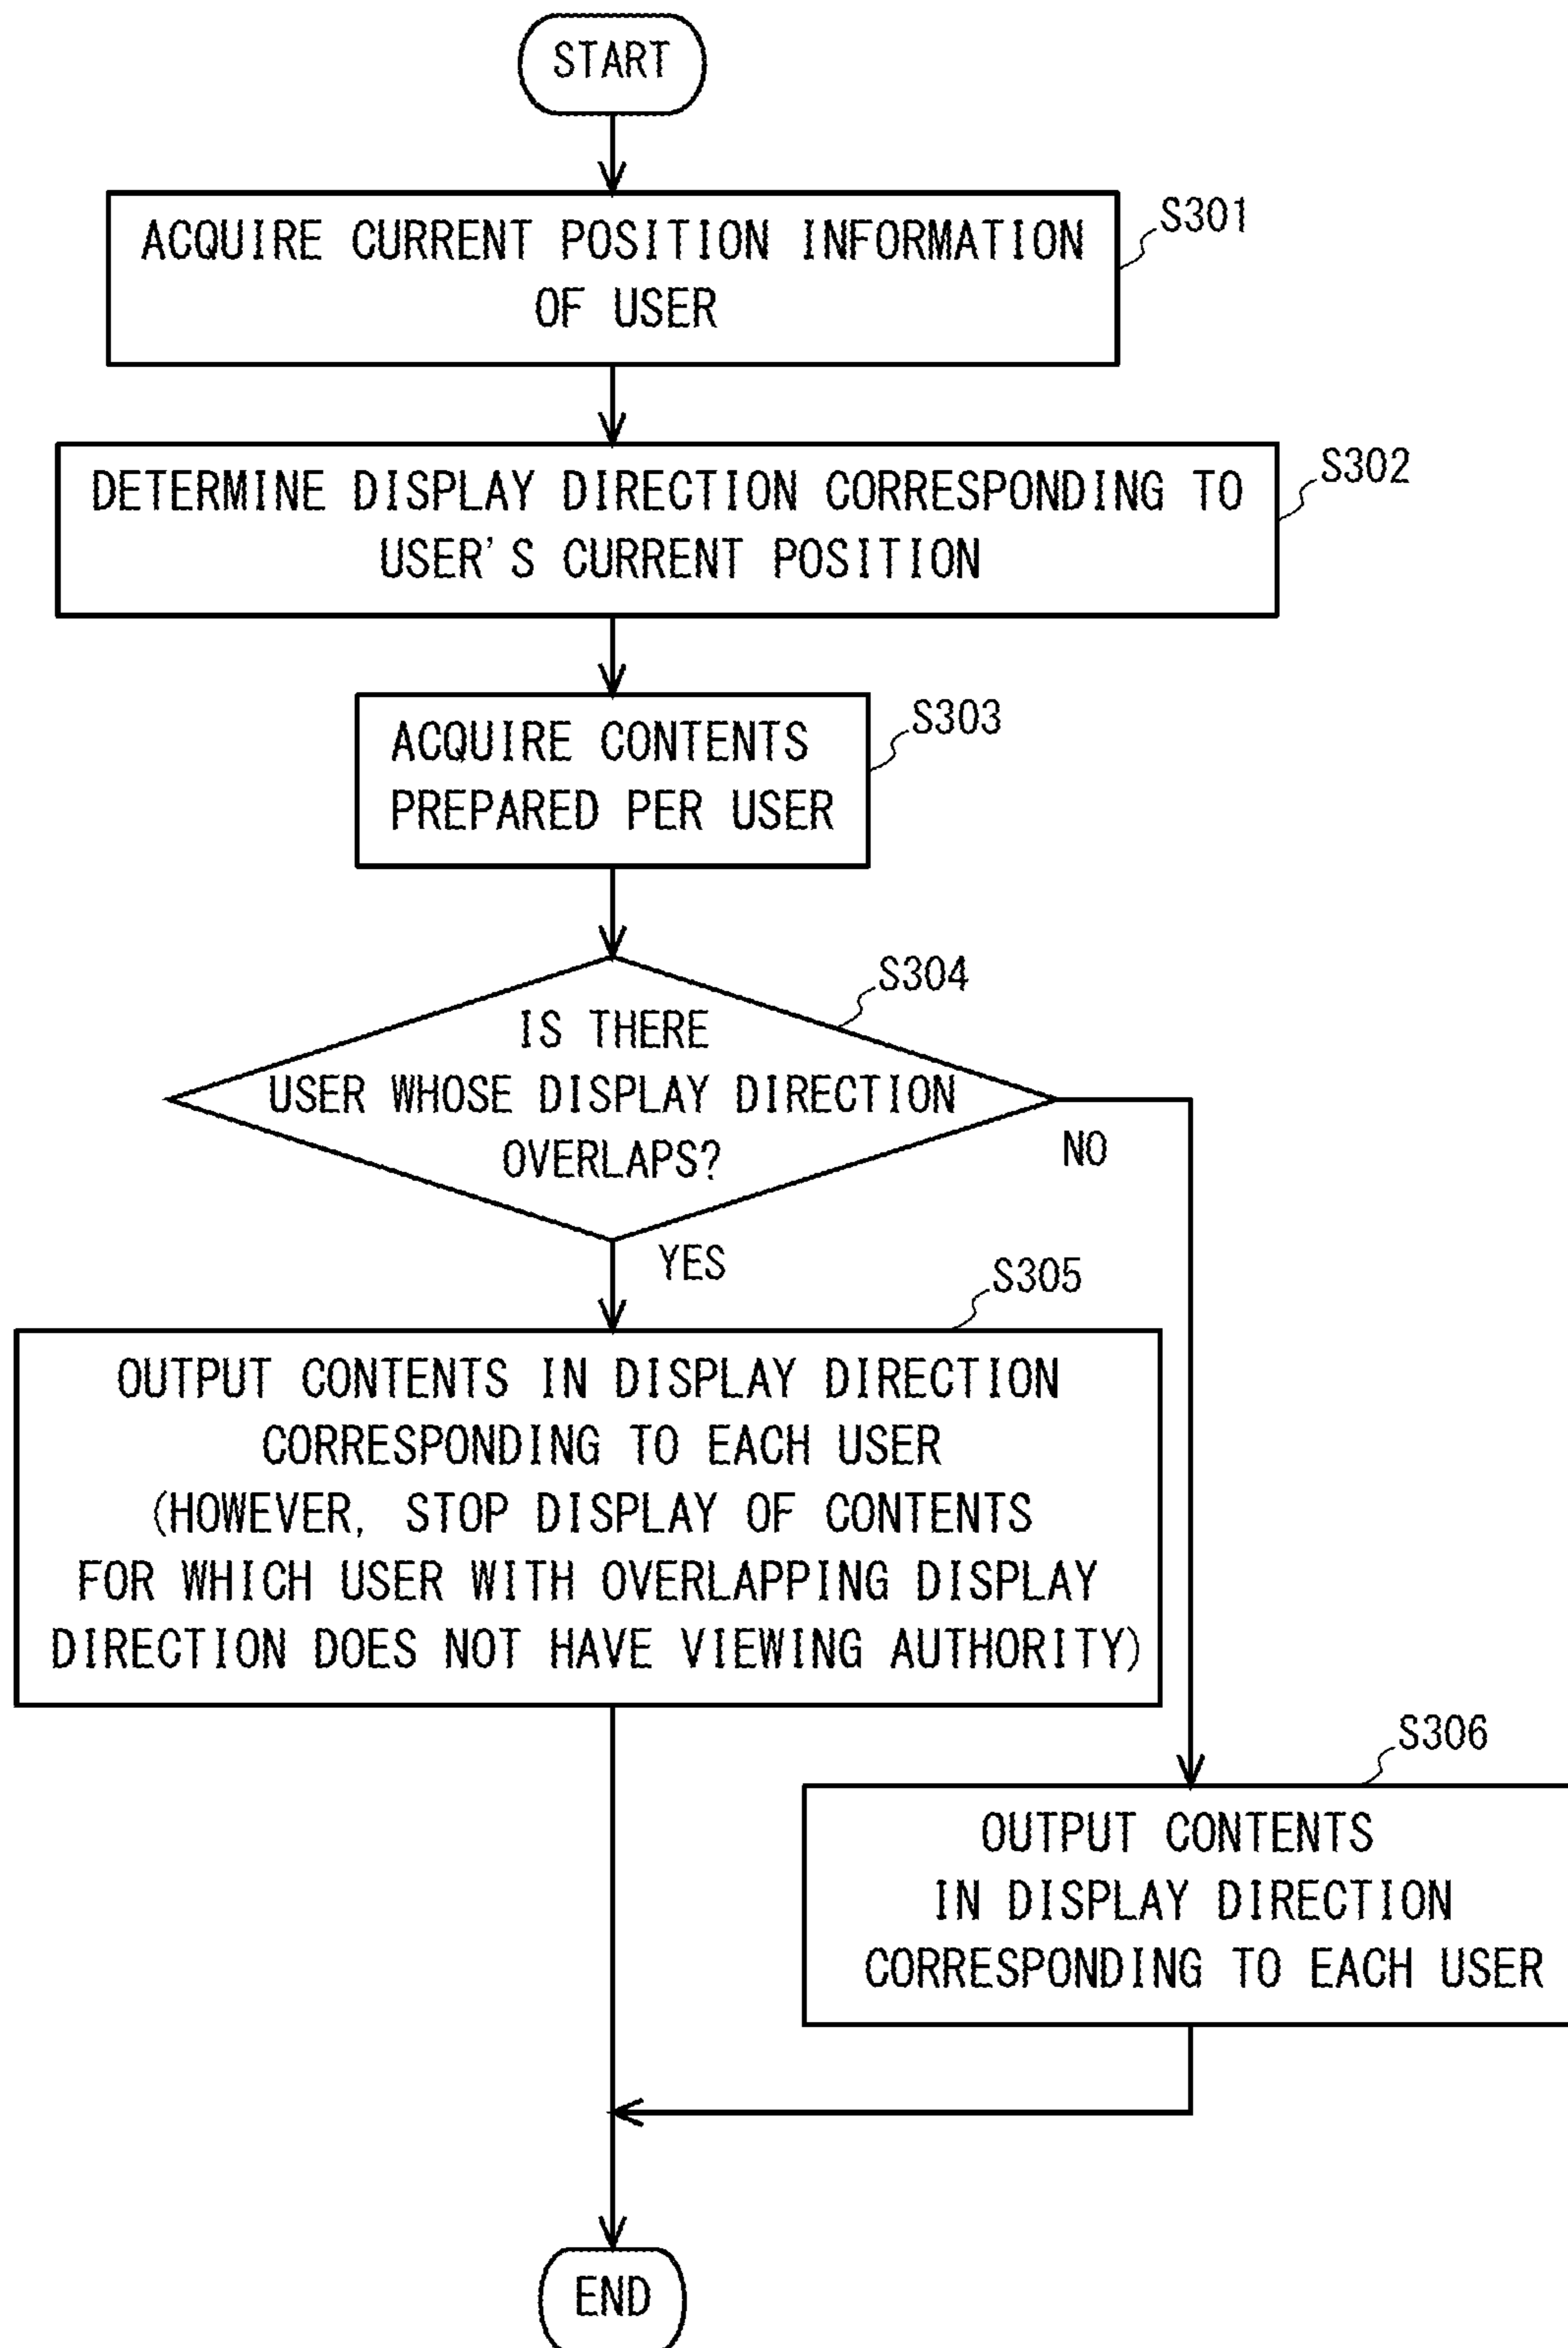 START
S301
ACQUIRE CURRENT POSITION INFORMATION
OF USER
S302
DETERMINE DISPLAY DIRECTION CORRESPONDING TO
USER'S CURRENT POSITION
S303
ACQUIRE CONTENTS
PREPARED PER USER
S304
IS THERE
USER WHOSE DISPLAY DIRECTION
OVERLAPS?
NO
YES
S305
OUTPUT CONTENTS IN DISPLAY DIRECTION
CORRESPONDING TO EACH USER
(HOWEVER, STOP DISPLAY OF CONTENTS
FOR WHICH USER WITH OVERLAPPING DISPLAY
DIRECTION DOES NOT HAVE VIEWING AUTHORITY)
S306
OUTPUT CONTENTS
IN DISPLAY DIRECTION
CORRESPONDING TO EACH USER
END